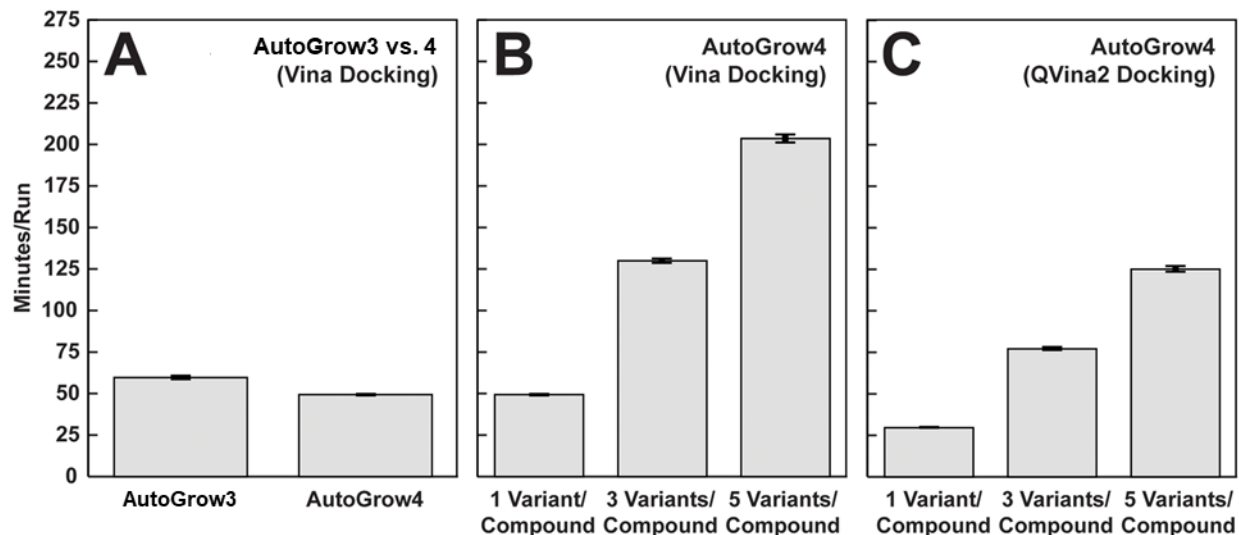 Minutes/Run
275
250
225
200
175
150
125
100
75
50
25
0
A
AutoGrow3 vs. 4
(Vina Docking)
AutoGrow3
AutoGrow4
B
AutoGrow4
(Vina Docking)
1 Variant/
Compound
3 Variants/
Compound
5 Variants/
Compound
C
AutoGrow4
(QVina2 Docking)
1 Variant/
Compound
3 Variants/
Compound
5 Variants/
Compound